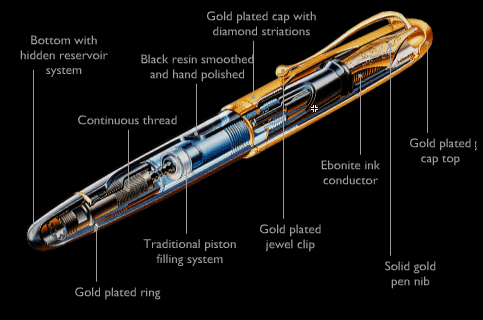 Gold plated cap with
diamond striations
Bottom with
hidden reservoir
system
Black resin smoothed
and hand polished
Continuous thread
Gold plated
cap top
Ebonite ink
conductor
Gold plated
jewel clip
Traditional piston
filling system
Solid gold
pen nib
Gold plated ring